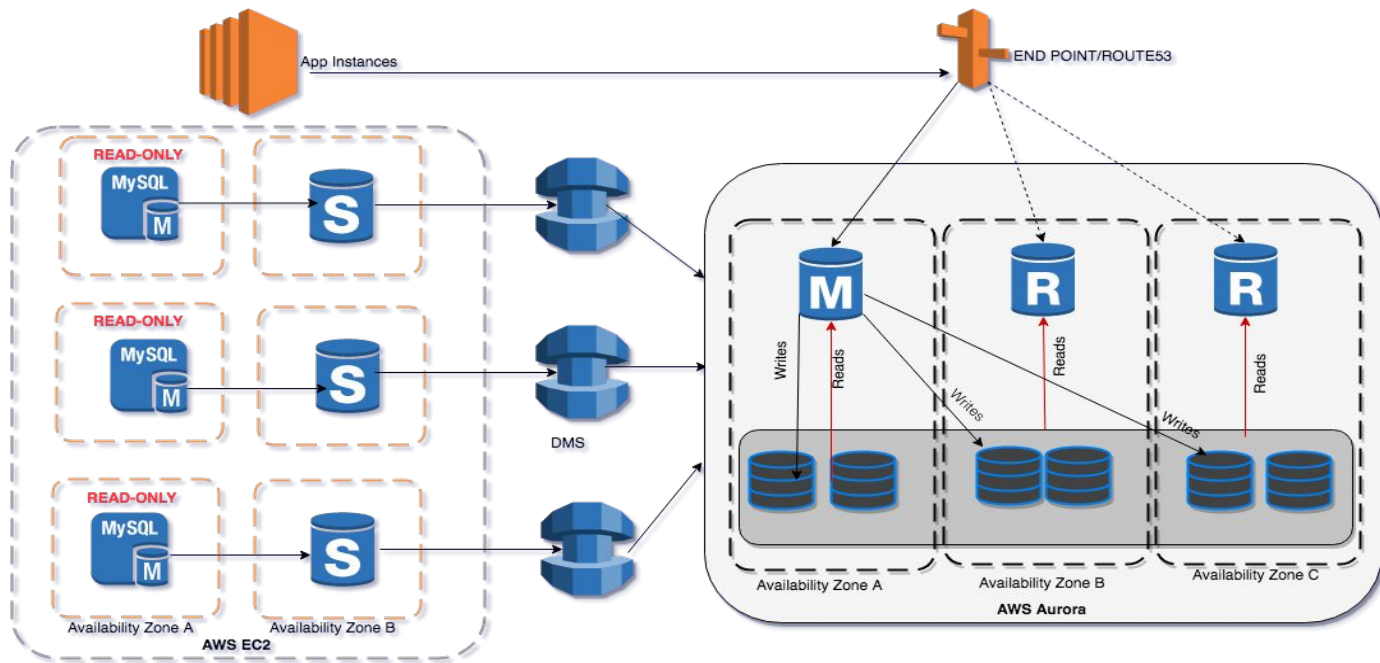 App Instances
END POINT/ROUTE53
READ-ONLY
MySQL
M
S
READ-ONLY
MySQL
M
S
DMS
READ-ONLY
MySQL
M
S
Availability Zone A
Availability Zone B
AWS EC2
M
R
R
Writes
Reads
Writes
Reads
Writes
Reads
Availability Zone A
Availability Zone B
Availability Zone C
AWS Aurora